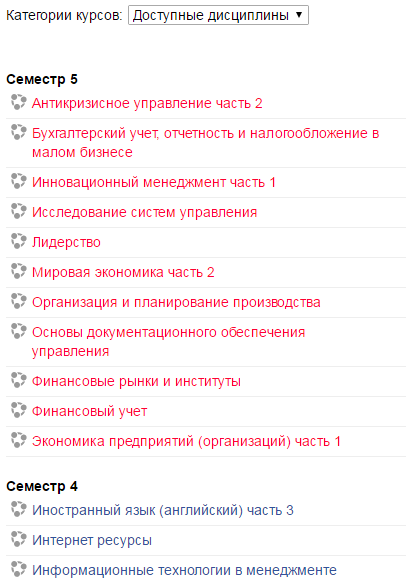 Категории курсов: Доступные дисциплины
Семестр 5
Антикризисное управление часть 2
Бухгалтерский учет, отчетность и налогообложение в
малом бизнесе
Инновационный менеджмент часть 1
Исследование систем управления
Лидерство
Мировая экономика часть 2
Организация и планирование производства
Основы документационного обеспечения
управления
Финансовые рынки и институты
Финансовый учет
Экономика предприятий (организаций) часть 1
Семестр 4
Иностранный язык (английский) часть 3
Интернет ресурсы
Информационные технологии в менеджменте